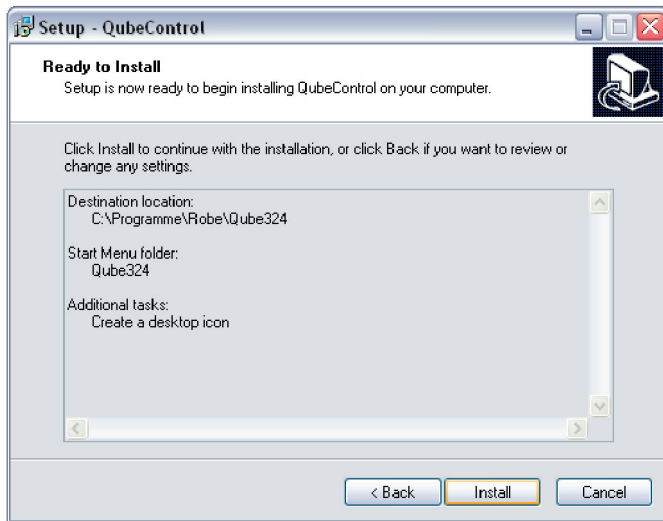 Setup - QubeControl
Ready to Install
Setup is now ready to begin installing QubeControl on your computer.
Click Install to continue with the installation, or click Back if you want to review or
change any settings.
Destination location:
C:\Programme\Robe\Qube324
Start Menu folder:
Qube324
Additional tasks:
Create a desktop icon
< Back
Install
Cancel